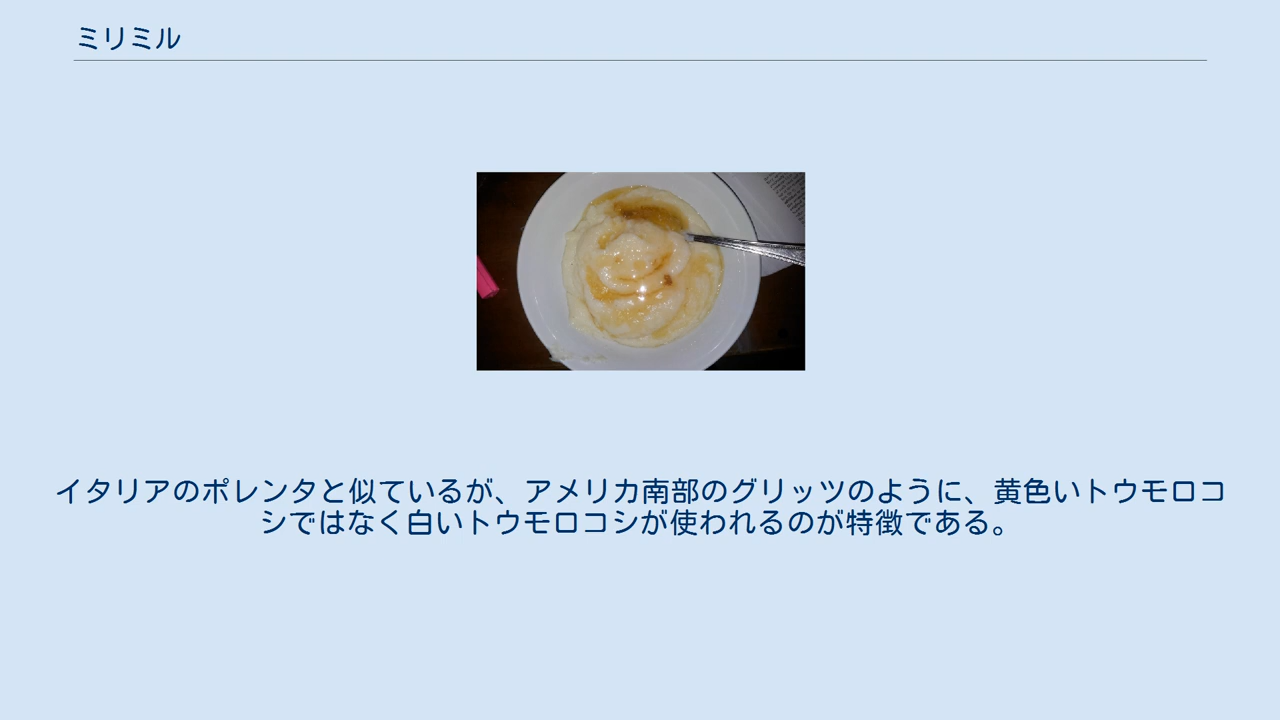 ミリミル
イタリアのポレンタと似ているが、アメリカ南部のグリッツのように、黄色いトウモロコ
シではなく白いトウモロコシが使われるのが特徴である。